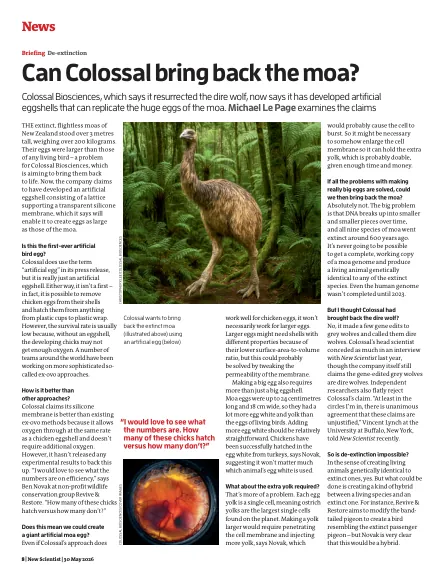 News
Briefing De-extinction
Can Colossal bring back the moa?
Colossal Biosciences, which says it resurrected the dire wolf, now says it has developed artificial
eggshells that can replicate the huge eggs of the moa. Michael Le Page examines the claims
THE extinct, flightless moas of
New Zealand stood over 3 metres
tall, weighing over 200 kilograms.
Their eggs were larger than those
of any living bird – a problem
for Colossal Biosciences, which
is aiming to bring them back
to life. Now, the company claims
to have developed an artificial
eggshell consisting of a lattice
supporting a transparent silicone
membrane, which it says will
enable it to create eggs as large
as those of the moa.
Is this the first-ever artificial
bird egg?
Colossal does use the term
"artificial egg" in its press release,
but it is really just an artificial
eggshell. Either way, it isn't a first –
in fact, it is possible to remove
chicken eggs from their shells
and hatch them from anything
from plastic cups to plastic wrap.
However, the survival rate is usually
low because, without an eggshell,
the developing chicks may not
get enough oxygen. A number of
teams around the world have been
working on more sophisticated so-
called ex-ovo approaches.
How is it better than
other approaches?
Colossal claims its silicone
membrane is better than existing
ex-ovo methods because it allows
oxygen through at the same rate
as a chicken eggshell and doesn't
require additional oxygen.
However, it hasn't released any
experimental results to back this
up. "I would love to see what
the numbers are on efficiency," says
Ben Novak at non-profit wildlife
conservation group Revive &
Restore. "How many of these chicks
hatch versus how many don't?"
Does this mean we could create
a giant artificial moa egg?
Even if Colossal's approach does
Colossal wants to bring
back the extinct moa
(illustrated above) using
an artificial egg (below)
"I would love to see what
the numbers are. How
many of these chicks hatch
versus how many don't?"
work well for chicken eggs, it won't
necessarily work for larger eggs.
Larger eggs might need shells with
different properties because of
their lower surface-area-to-volume
ratio, but this could probably
be solved by tweaking the
permeability of the membrane.
Making a big egg also requires
more than just a big eggshell.
Moa eggs were up to 24 centimetres
long and 18 cm wide, so they had a
lot more egg white and yolk than
the eggs of living birds. Adding
more egg white should be relatively
straightforward. Chickens have
been successfully hatched in the
egg white from turkeys, says Novak,
suggesting it won't matter much
which animal's egg white is used.
What about the extra yolk required?
That's more of a problem. Each egg
yolk is a single cell, meaning ostrich
yolks are the largest single cells
found on the planet. Making a yolk
larger would require penetrating
the cell membrane and injecting
more yolk, says Novak, which
would probably cause the cell to
burst. So it might be necessary
to somehow enlarge the cell
membrane so it can hold the extra
yolk, which is probably doable,
given enough time and money.
If all the problems with making
really big eggs are solved, could
we then bring back the moa?
Absolutely not. The big problem
is that DNA breaks up into smaller
and smaller pieces over time,
and all nine species of moa went
extinct around 600 years ago.
It's never going to be possible
to get a complete, working copy
of a moa genome and produce
a living animal genetically
identical to any of the extinct
species. Even the human genome
wasn't completed until 2023.
But I thought Colossal had
brought back the dire wolf?
No, it made a few gene edits to
grey wolves and called them dire
wolves. Colossal's head scientist
conceded as much in an interview
with New Scientist last year,
though the company itself still
claims the gene-edited grey wolves
are dire wolves. Independent
researchers also flatly reject
Colossal's claim. "At least in the
circles I'm in, there is unanimous
agreement that these claims are
unjustified," Vincent Lynch at the
University at Buffalo, New York,
told New Scientist recently.
So is de-extinction impossible?
In the sense of creating living
animals genetically identical to
extinct ones, yes. But what could be
done is creating a kind of hybrid
between a living species and an
extinct one. For instance, Revive &
Restore aims to modify the band-
tailed pigeon to create a bird
resembling the extinct passenger
pigeon – but Novak is very clear
that this would be a hybrid.
8 | New Scientist | 30 May 2026